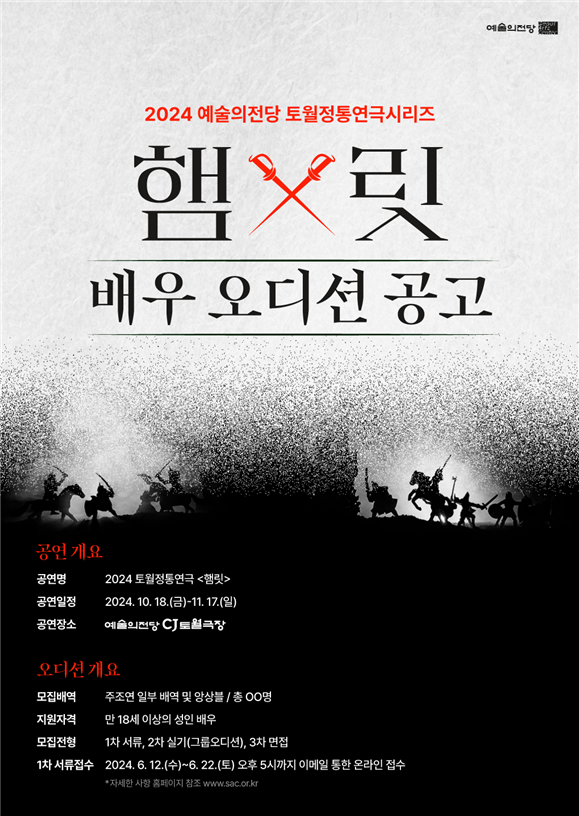 예술의전당
2024 예술의전당 토월정통연극시리즈
햄릿
배우 오디션 공고
공연 개요
공연명 2024 토월정통연극 <햄릿>
공연일정 2024. 10. 18.(금)-11. 17.(일)
공연장소 예술의전당 CJ토월극장
오디션 개요
모집배역 주조연 일부 배역 및 앙상블 / 총 OO명
지원자격 만 18세 이상의 성인 배우
모집전형 1차 서류, 2차 실기(그룹오디션), 3차 면접
1차 서류접수 2024. 6. 12.(수)~6. 22.(토) 오후 5시까지 이메일 통한 온라인 접수
*자세한 사항 홈페이지 참조 www.sac.or.kr